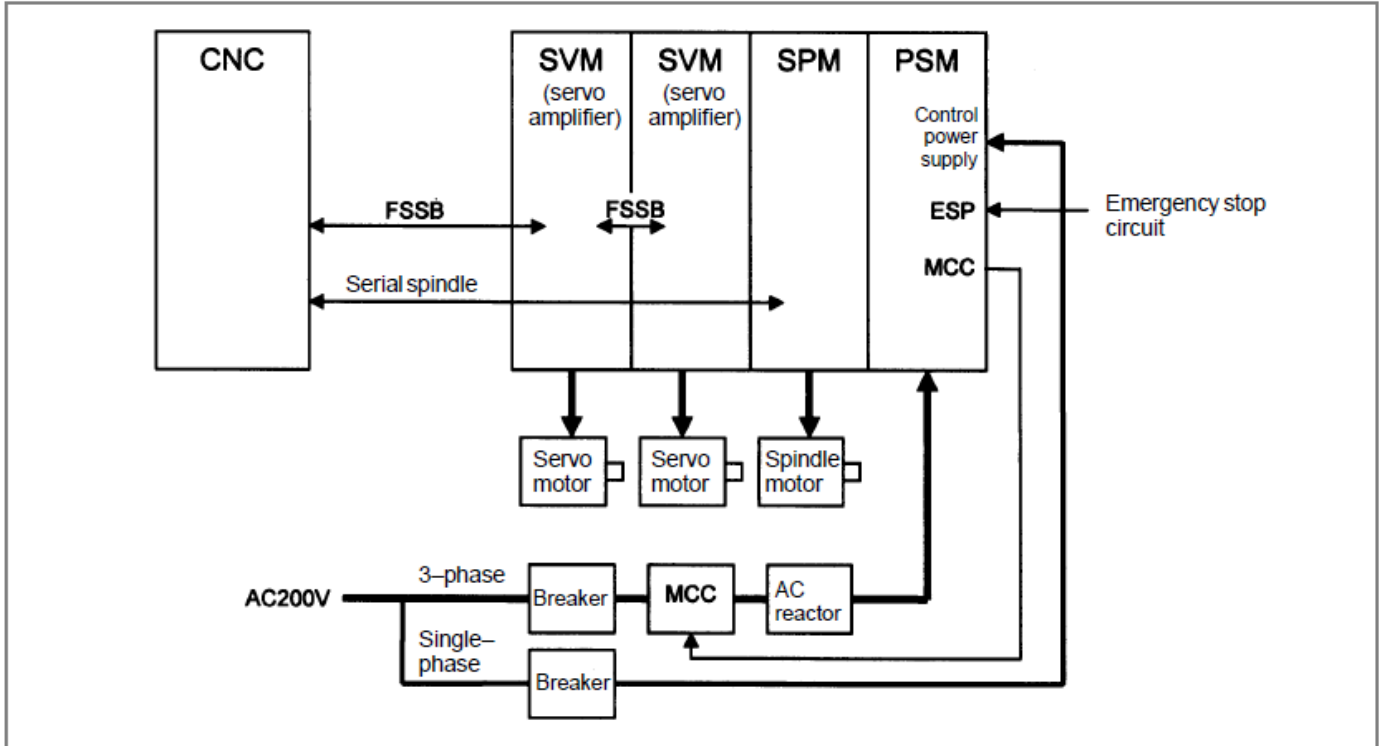 CNC
SVM
(servo
amplifier)
SVM
(servo
amplifier)
SPM
PSM
Control
power
supply
FSSB
FSSB
ESP
Emergency stop
circuit
MCC
Serial spindle
Servo
motor
Servo
motor
Spindle
motor
AC200V
3–phase
Breaker
MCC
AC
reactor
Single–
phase
Breaker